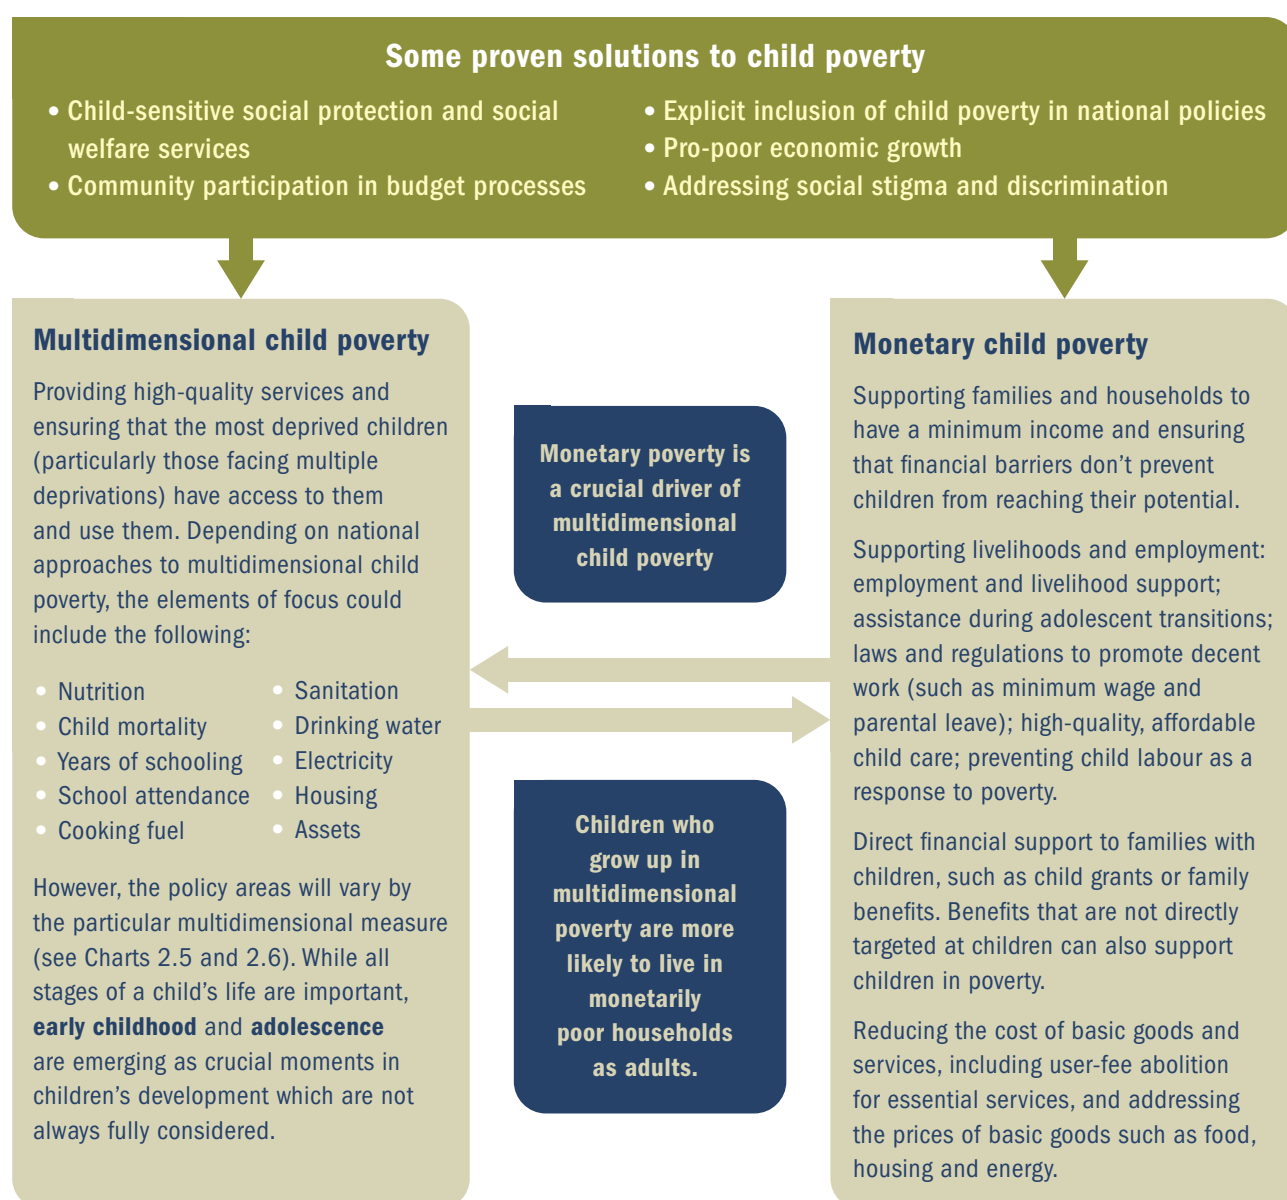 Some proven solutions to child poverty
• Child-sensitive social protection and social
welfare services
• Community participation in budget processes
• Explicit inclusion of child poverty in national policies
• Pro-poor economic growth
• Addressing social stigma and discrimination
Multidimensional child poverty
Providing high-quality services and
ensuring that the most deprived children
(particularly those facing multiple
deprivations) have access to them
and use them. Depending on national
approaches to multidimensional child
poverty, the elements of focus could
include the following:
• Nutrition
• Child mortality
• Years of schooling
• School attendance
• Cooking fuel
• Sanitation
• Drinking water
• Electricity
• Housing
• Assets
However, the policy areas will vary by
the particular multidimensional measure
(see Charts 2.5 and 2.6). While all
stages of a child’s life are important,
early childhood and adolescence
are emerging as crucial moments in
children’s development which are not
always fully considered.
Monetary poverty is
a crucial driver of
multidimensional
child poverty
Children who
grow up in
multidimensional
poverty are more
likely to live in
monetarily
poor households
as adults.
Monetary child poverty
Supporting families and households to
have a minimum income and ensuring
that financial barriers don’t prevent
children from reaching their potential.
Supporting livelihoods and employment:
employment and livelihood support;
assistance during adolescent transitions;
laws and regulations to promote decent
work (such as minimum wage and
parental leave); high-quality, affordable
child care; preventing child labour as a
response to poverty.
Direct financial support to families with
children, such as child grants or family
benefits. Benefits that are not directly
targeted at children can also support
children in poverty.
Reducing the cost of basic goods and
services, including user-fee abolition
for essential services, and addressing
the prices of basic goods such as food,
housing and energy.